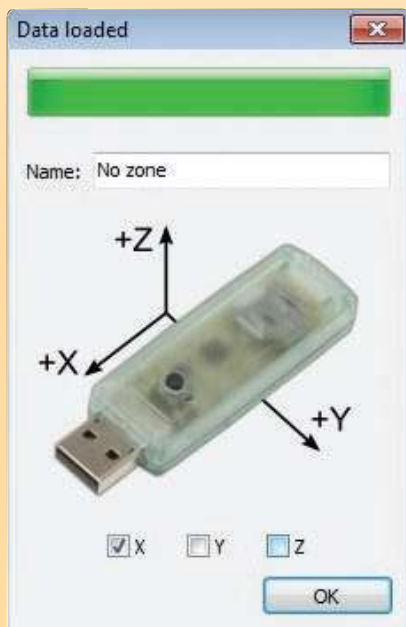 Data loaded
Name: No zone
+Z
+X
+Y
X Y Z
OK